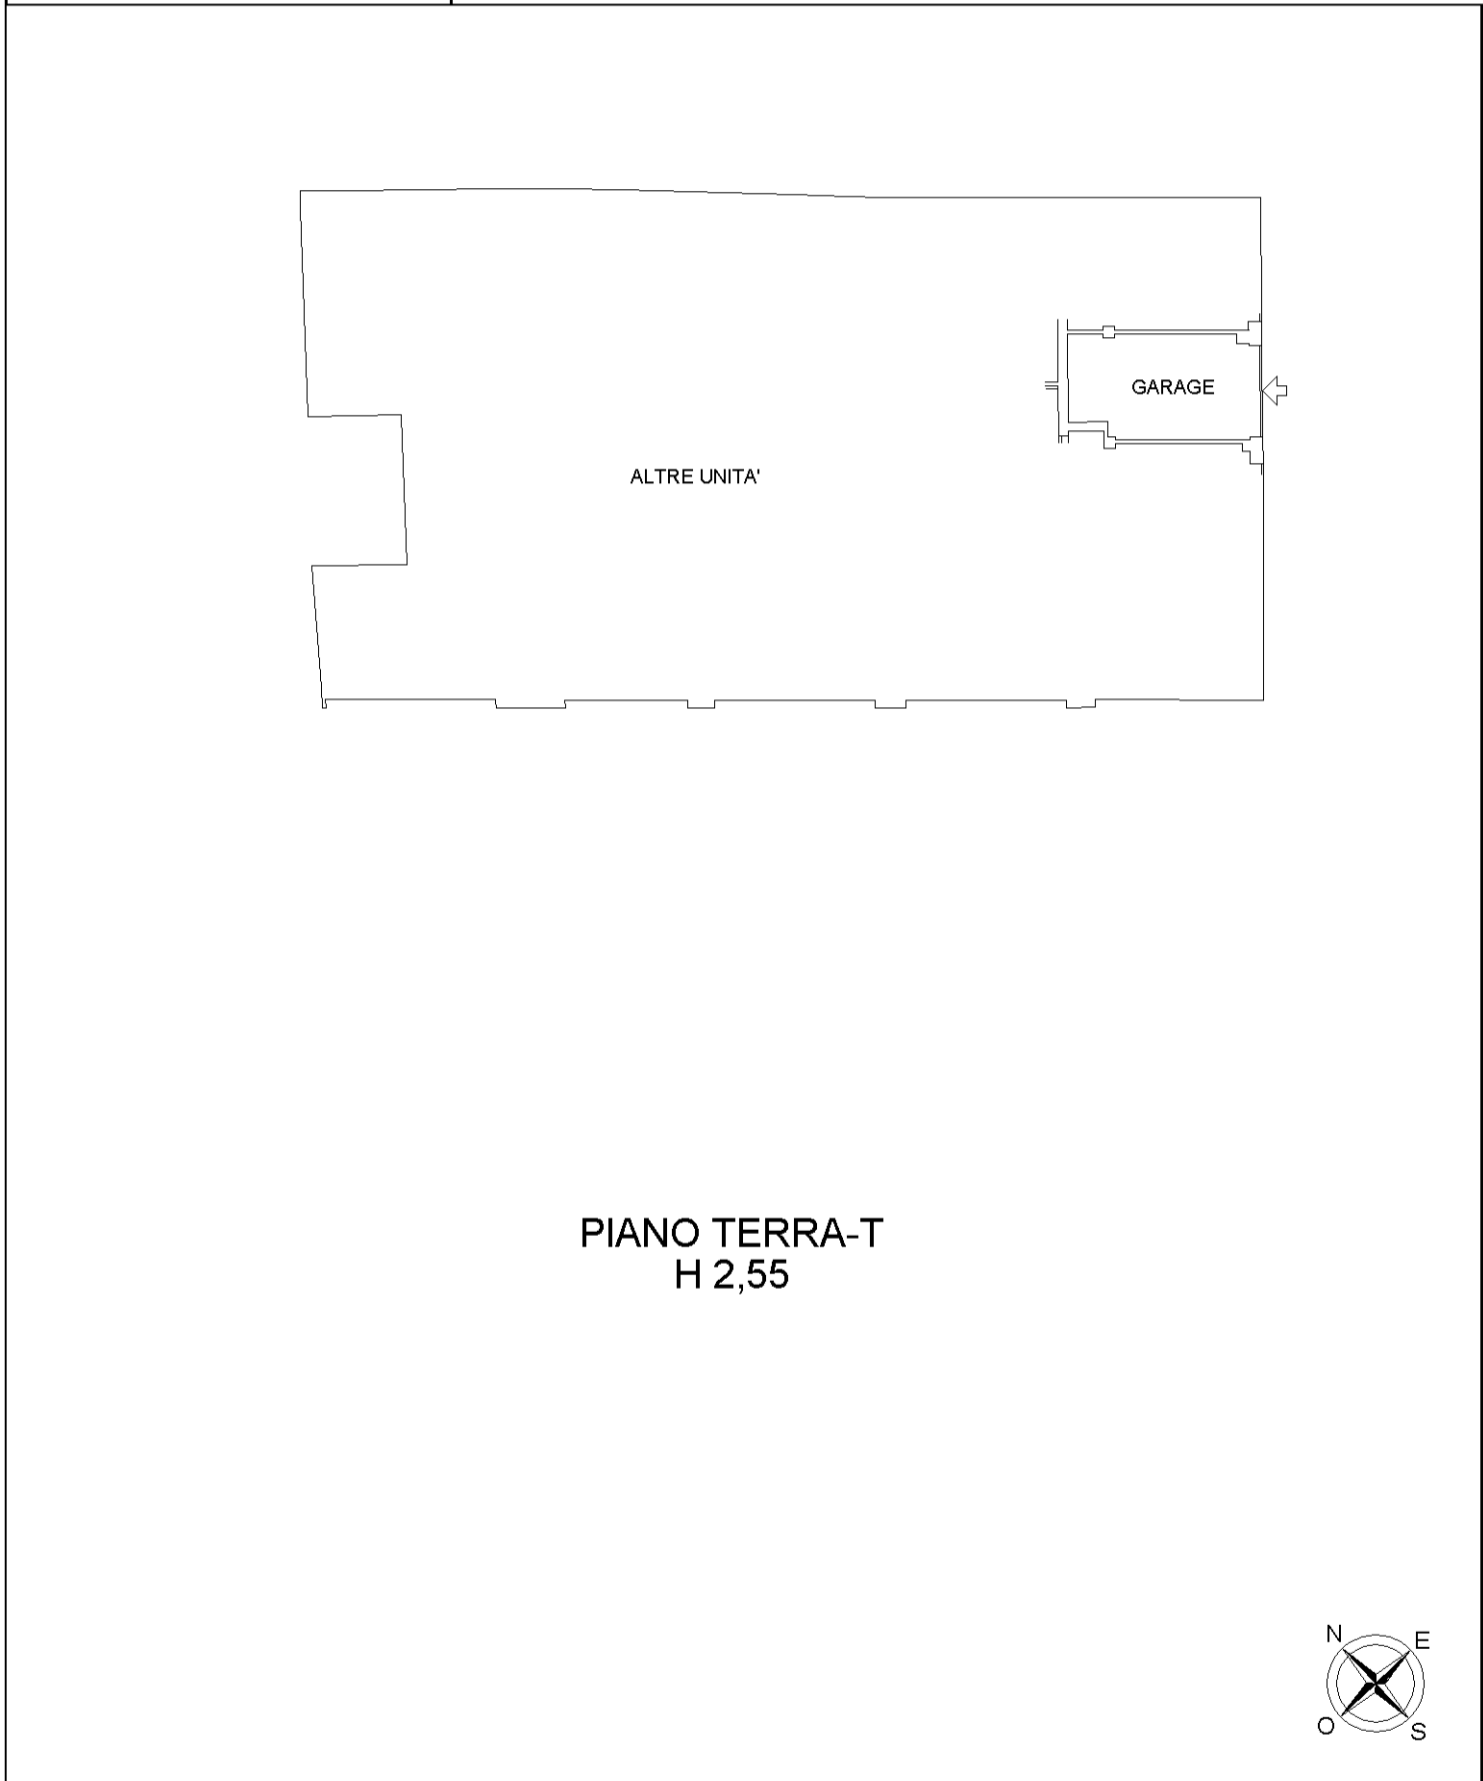 GARAGE
ALTRE UNITA'
PIANO TERRA-T
H 2,55
N E
O S